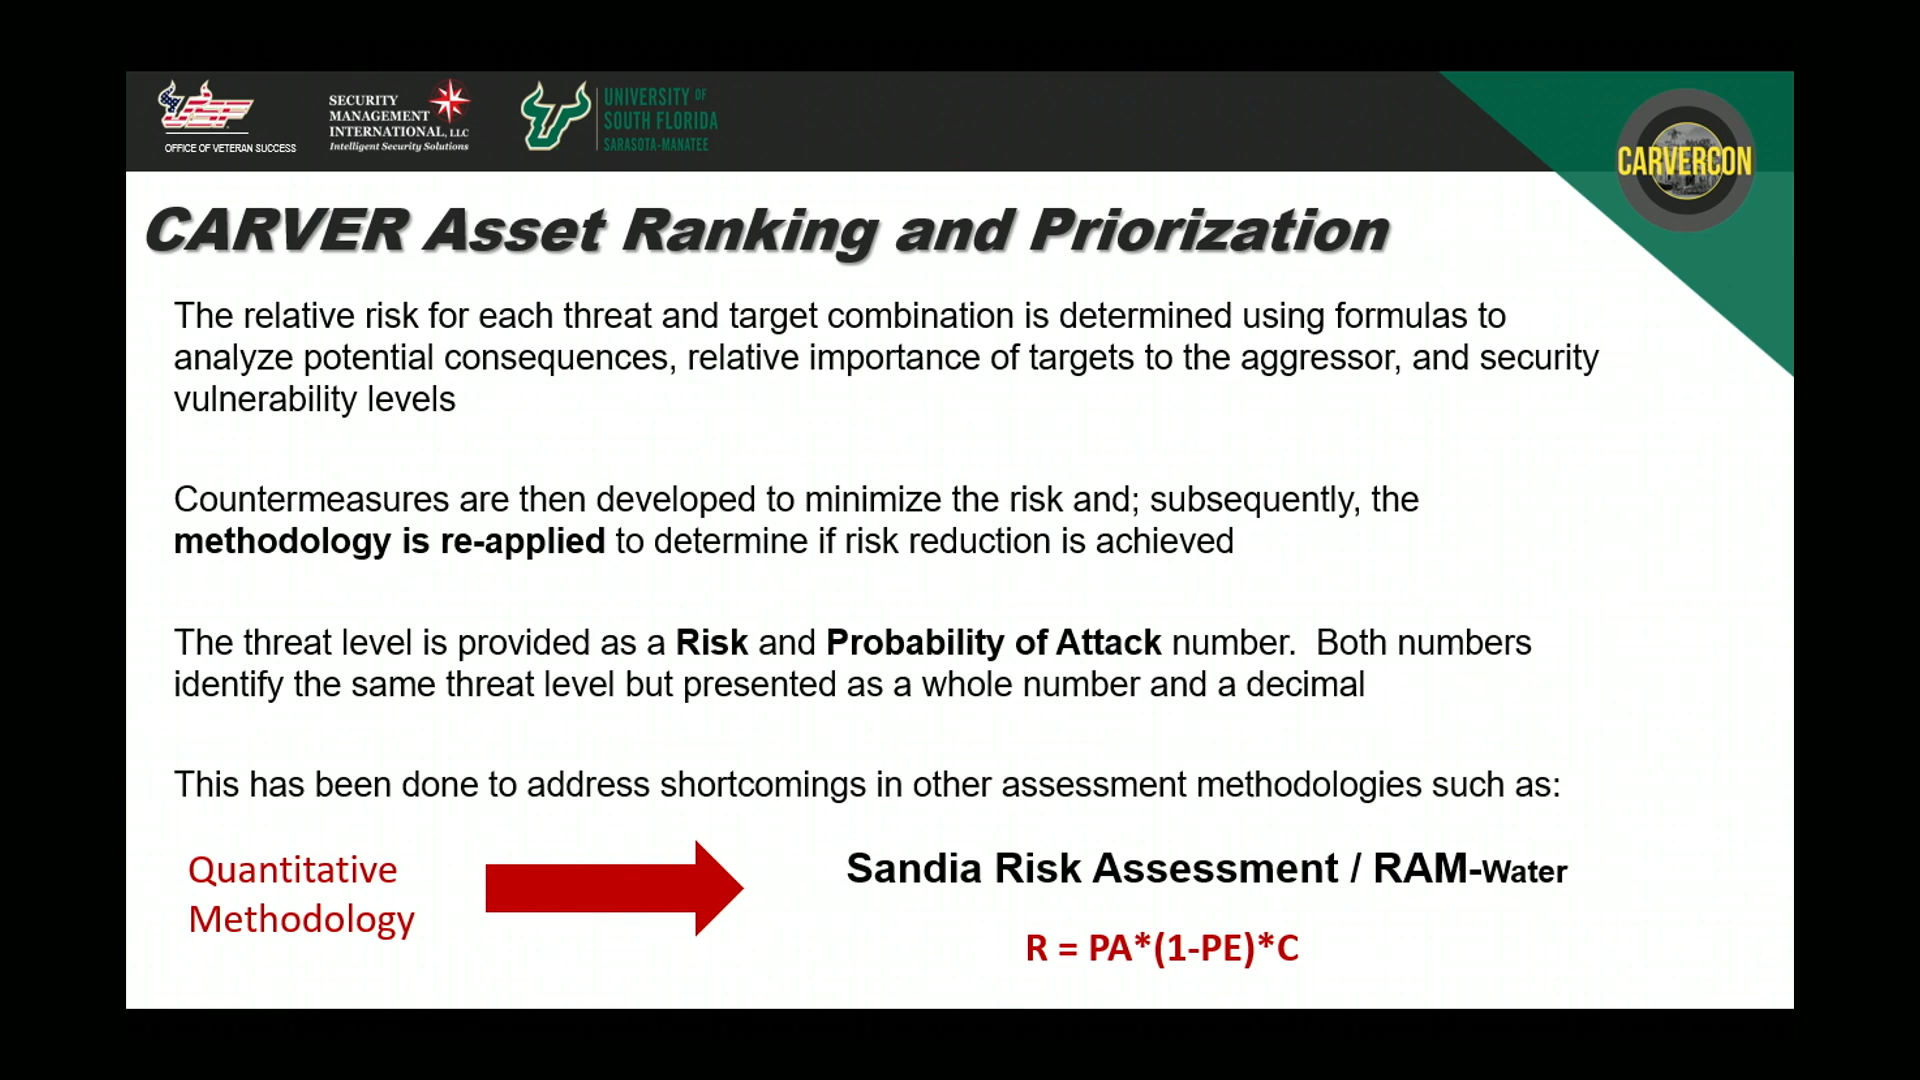 USF
OFFICE OF VETERAN SUCCESS
SECURITY
MANAGEMENT
INTERNATIONAL, LLC
Intelligent Security Solutions
UNIVERSITY OF
SOUTH FLORIDA
SARASOTA-MANATEE
CARVERCON
CARVER Asset Ranking and Priorization
The relative risk for each threat and target combination is determined using formulas to
analyze potential consequences, relative importance of targets to the aggressor, and security
vulnerability levels
Countermeasures are then developed to minimize the risk and; subsequently, the
methodology is re-applied to determine if risk reduction is achieved
The threat level is provided as a Risk and Probability of Attack number.  Both numbers
identify the same threat level but presented as a whole number and a decimal
This has been done to address shortcomings in other assessment methodologies such as:
Quantitative
Methodology
Sandia Risk Assessment / RAM-Water
R = PA*(1-PE)*C